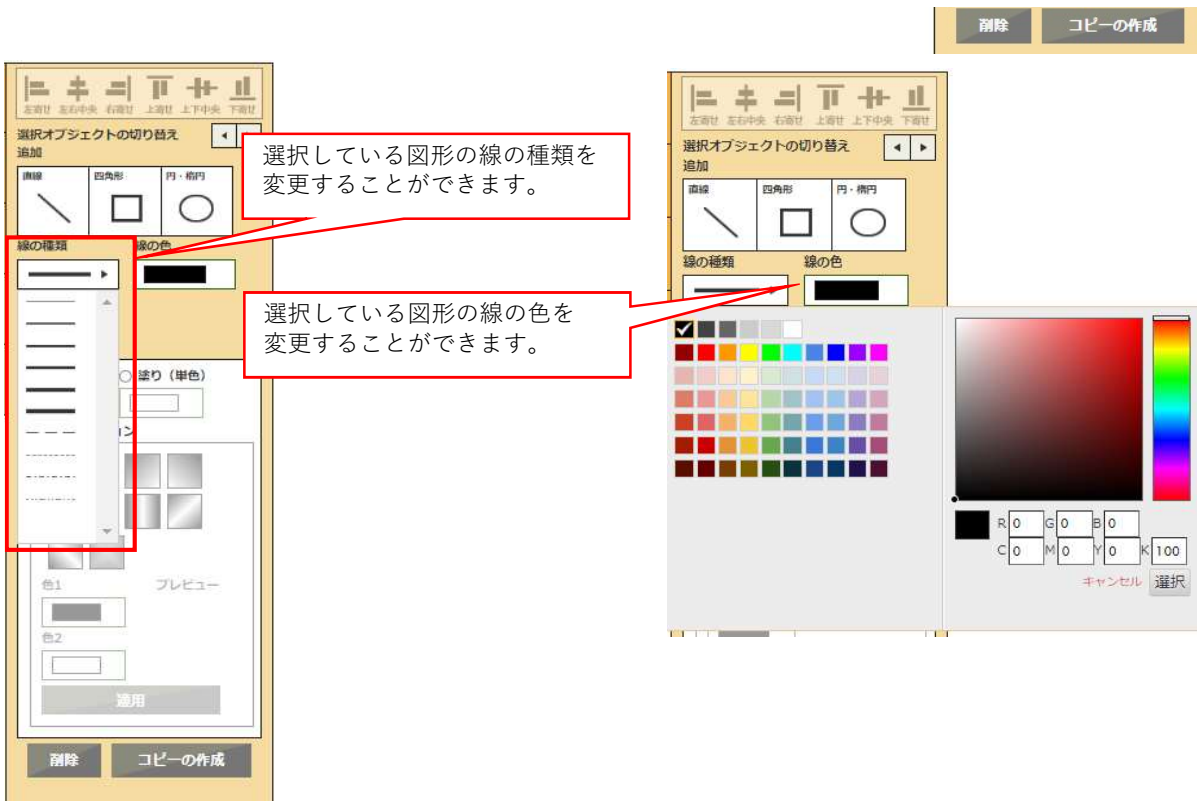 削除 コピーの作成
左寄せ 左右中央 右寄せ 上寄せ 上下中央 下寄せ
選択オブジェクトの切り替え
追加
直線 四角形 円・楕円
線の種類 線の色
選択している図形の線の種類を
変更することができます。
選択している図形の線の色を
変更することができます。
塗り（単色）
ン
色1 プレビュー
色2
適用
削除 コピーの作成
左寄せ 左右中央 右寄せ 上寄せ 上下中央 下寄せ
選択オブジェクトの切り替え
追加
直線 四角形 円・楕円
線の種類 線の色
R 0 G 0 B 0
C 0 M 0 Y 0 K 100
キャンセル 選択